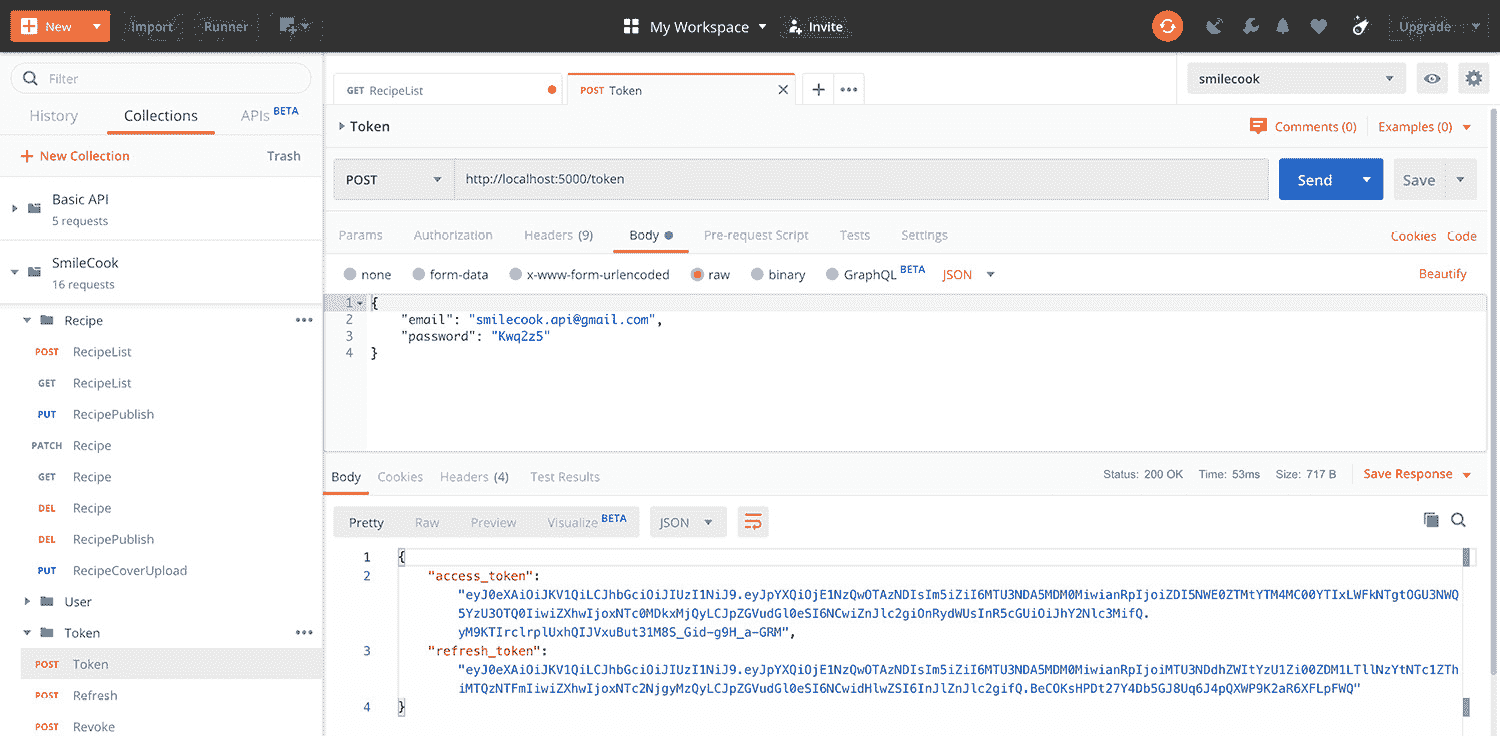 New Import Runner My Workspace Invite Upgrade
Filter
GET RecipeList POST Token smilecook
History Collections APIs BETA
Token Comments (0) Examples (0)
New Collection Trash
POST http://localhost:5000/token Send Save
Basic API
5 requests
Params Authorization Headers (9) Body Pre-request Script Tests Settings Cookies Code
SmileCook
16 requests
none form-data x-www-form-urlencoded raw binary GraphQL BETA JSON Beautify
1 {
2 "email": "smilecook.api@gmail.com",
3 "password": "Kwq2z5"
4 }
Recipe
POST RecipeList
GET RecipeList
PUT RecipePublish
PATCH Recipe
GET Recipe
DEL Recipe
DEL RecipePublish
PUT RecipeCoverUpload
User
Token
POST Token
POST Refresh
POST Revoke
Body Cookies Headers (4) Test Results Status: 200 OK Time: 53ms Size: 717 B Save Response
Pretty Raw Preview Visualize BETA JSON
1 {
2 "access_token":
"eyJ0eXAiOiJKV1QiLCJhbGciOiJIUzI1NiJ9.eyJpYXQiOjE1NzQwOTAzNDIsIm5iZiI6MTU3NDA5MDM0MiwianRpIjoiZDI5NWE0ZTMtYTM4MC00YTIxLWFkNTgtOGU3NWQ
5YzU3OTQ0IiwiZXhwIjoxNTc0MDkxMjQyLCJpZGVudGl0eSI6NCwiZnJlc2giOnRydWUsInR5cGUiOiJhY2Nlc3MifQ.
yM9KTIrclrplUxhQIJVxuBut31M8S_Gid-g9H_a-GRM",
3 "refresh_token":
"eyJ0eXAiOiJKV1QiLCJhbGciOiJIUzI1NiJ9.eyJpYXQiOjE1NzQwOTAzNDIsIm5iZiI6MTU3NDA5MDM0MiwianRpIjoiMTU3NDdhZWItYzU1Zi00ZDM1LTllNzYtNTc1ZTh
iMTQzNTFmIiwiZXhwIjoxNTc2NjgyMzQyLCJpZGVudGl0eSI6NCwidHlwZSI6InJlZnJlc2gifQ.BeCOKsHPDt27Y4Db5GJ8Uq6J4pQXWP9K2aR6XFLpFWQ"
4 }